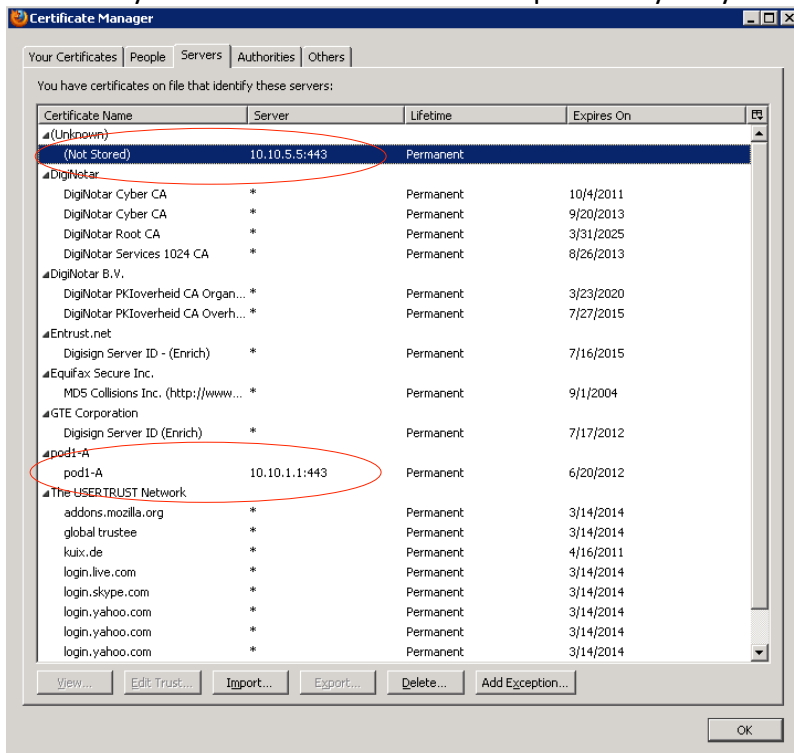 Certificate Manager
Your Certificates People Servers Authorities Others
You have certificates on file that identify these servers:
Certificate Name Server Lifetime Expires On
(Unknown)
(Not Stored) 10.10.5.5:443 Permanent
DigiNotar
DigiNotar Cyber CA * Permanent 10/4/2011
DigiNotar Cyber CA * Permanent 9/20/2013
DigiNotar Root CA * Permanent 3/31/2025
DigiNotar Services 1024 CA * Permanent 8/26/2013
DigiNotar B.V.
DigiNotar PKIoverheid CA Organ... * Permanent 3/23/2020
DigiNotar PKIoverheid CA Overh... * Permanent 7/27/2015
Entrust.net
Digisign Server ID - (Enrich) * Permanent 7/16/2015
Equifax Secure Inc.
MD5 Collisions Inc. (http://www... * Permanent 9/1/2004
GTE Corporation
Digisign Server ID (Enrich) * Permanent 7/17/2012
pod1-A
pod1-A 10.10.1.1:443 Permanent 6/20/2012
The USERTRUST Network
addons.mozilla.org * Permanent 3/14/2014
global trustee * Permanent 3/14/2014
kuix.de * Permanent 4/16/2011
login.live.com * Permanent 3/14/2014
login.skype.com * Permanent 3/14/2014
login.yahoo.com * Permanent 3/14/2014
login.yahoo.com * Permanent 3/14/2014
login.yahoo.com * Permanent 3/14/2014
View... Edit Trust... Import... Export... Delete... Add Exception...
OK